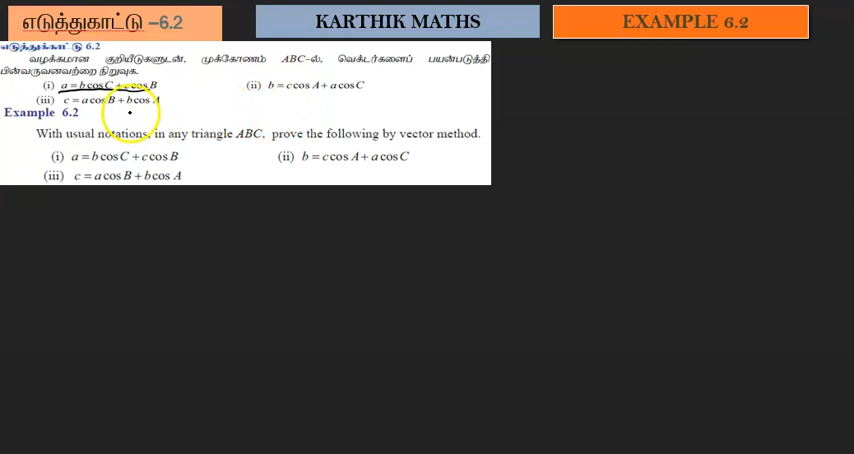 எடுத்துகாட்டு –6.2
KARTHIK MATHS
EXAMPLE 6.2
எடுத்துக்காட்டு 6.2
வழக்கமான குறியீடுகளுடன், முக்கோணம் ABC-ல், வெக்டர்களைப் பயன்படுத்தி
பின்வருவனவற்றை நிறுவுக.
(i) a = b cos C + c cos B (ii) b = c cos A + a cos C
(iii) c = a cos B + b cos A
Example 6.2
With usual notations, in any triangle ABC, prove the following by vector method.
(i) a = b cos C + c cos B (ii) b = c cos A + a cos C
(iii) c = a cos B + b cos A